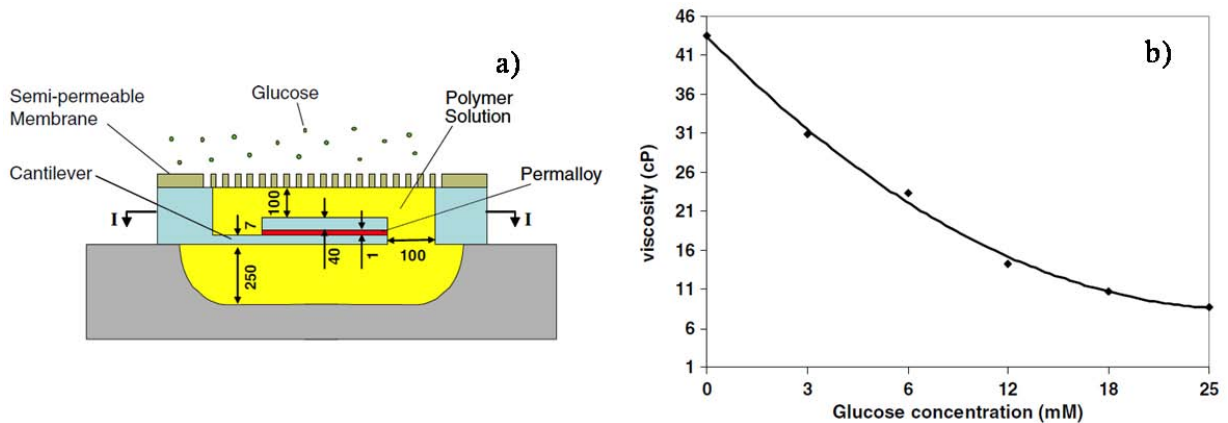 a)
Glucose
Polymer
Solution
Semi-permeable
Membrane
Cantilever
Permalloy
I
I
100
7
40
1
100
250
b)
viscosity (cP)
46
41
36
31
26
21
16
11
6
1
0
3
6
12
18
25
Glucose concentration (mM)